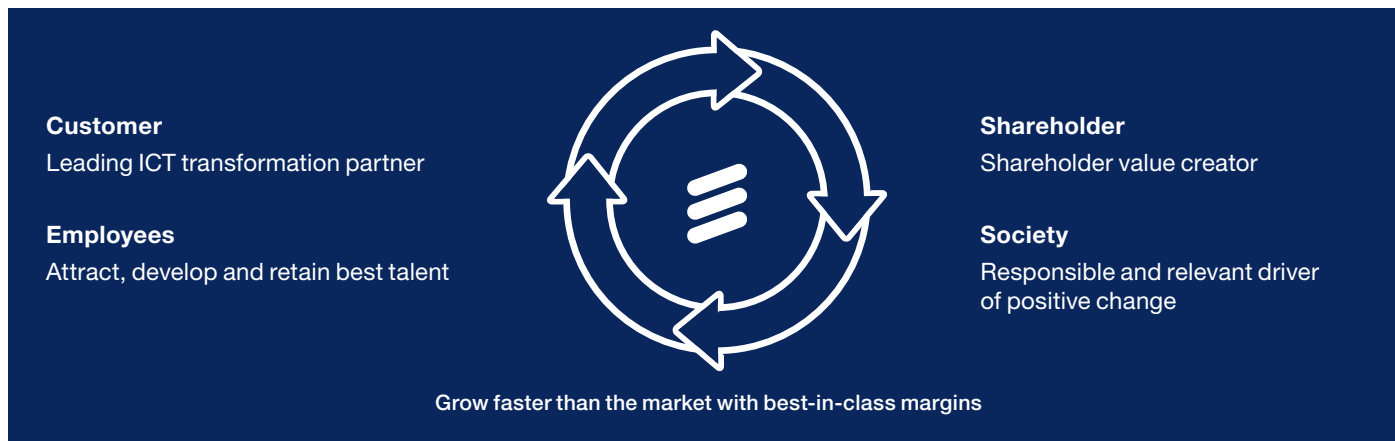 Customer
Leading ICT transformation partner
Employees
Attract, develop and retain best talent
Shareholder
Shareholder value creator
Society
Responsible and relevant driver
of positive change
Grow faster than the market with best-in-class margins